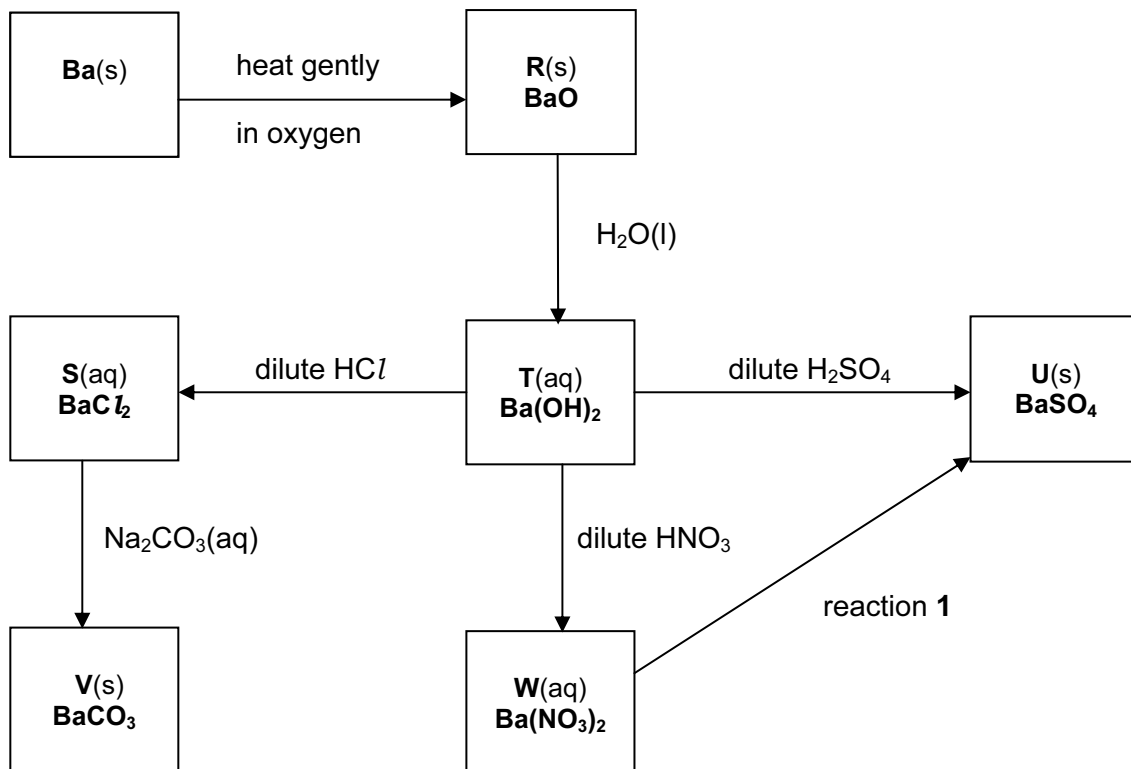 Ba(s)
heat gently
in oxygen
R(s)
BaO
H₂O(l)
S(aq)
BaCl₂
dilute HCl
T(aq)
Ba(OH)₂
dilute H₂SO₄
U(s)
BaSO₄
Na₂CO₃(aq)
dilute HNO₃
reaction 1
V(s)
BaCO₃
W(aq)
Ba(NO₃)₂